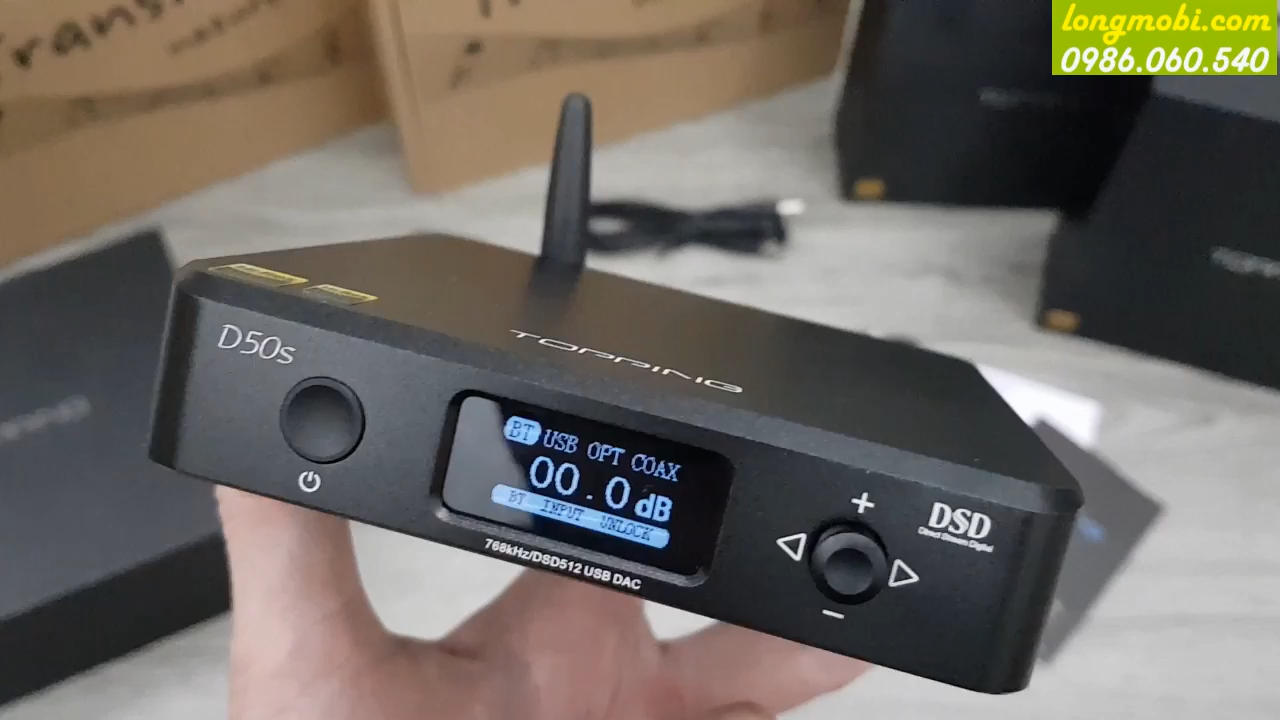 longmobi.com
0986.060.540
TOPPING
D50s
BT USB OPT COAX
00.0dB
BT INPUT UNLOCK
768kHz/DSD512 USB DAC
+
DSD
Direct Stream Digital
-